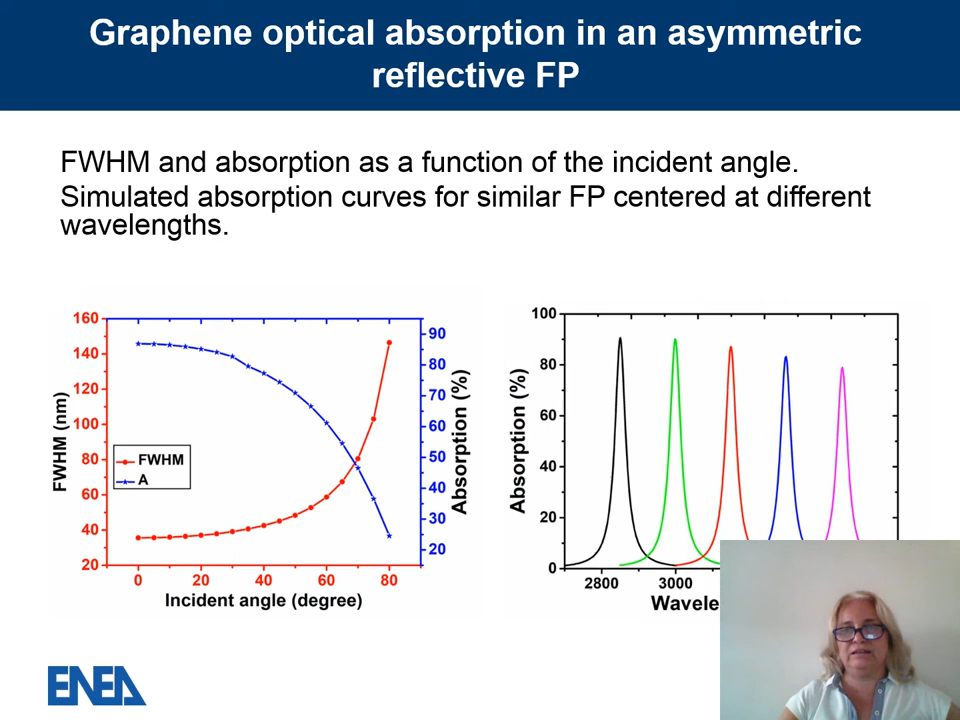 Graphene optical absorption in an asymmetric
reflective FP
FWHM and absorption as a function of the incident angle.
Simulated absorption curves for similar FP centered at different
wavelengths.
160
140
120
100
80
60
40
20
FWHM (nm)
FWHM
A
90
80
70
60
50
40
30
20
Absorption (%)
0 20 40 60 80
Incident angle (degree)
100
80
60
40
20
0
Absorption (%)
2800 3000
Wavele
ENEA